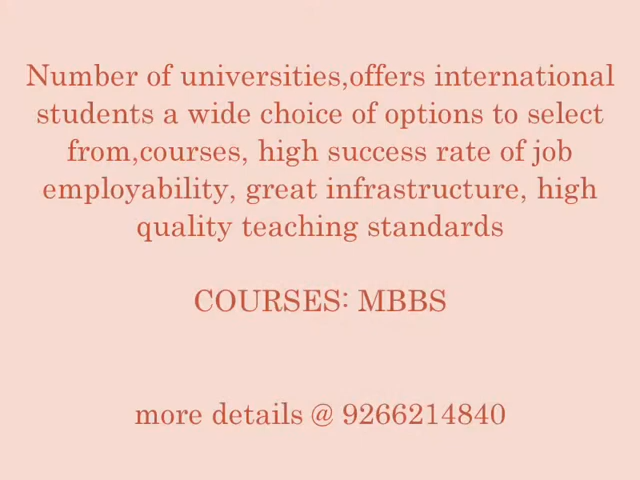 Number of universities,offers international
students a wide choice of options to select
from,courses, high success rate of job
employability, great infrastructure, high
quality teaching standards
COURSES: MBBS
more details @ 9266214840